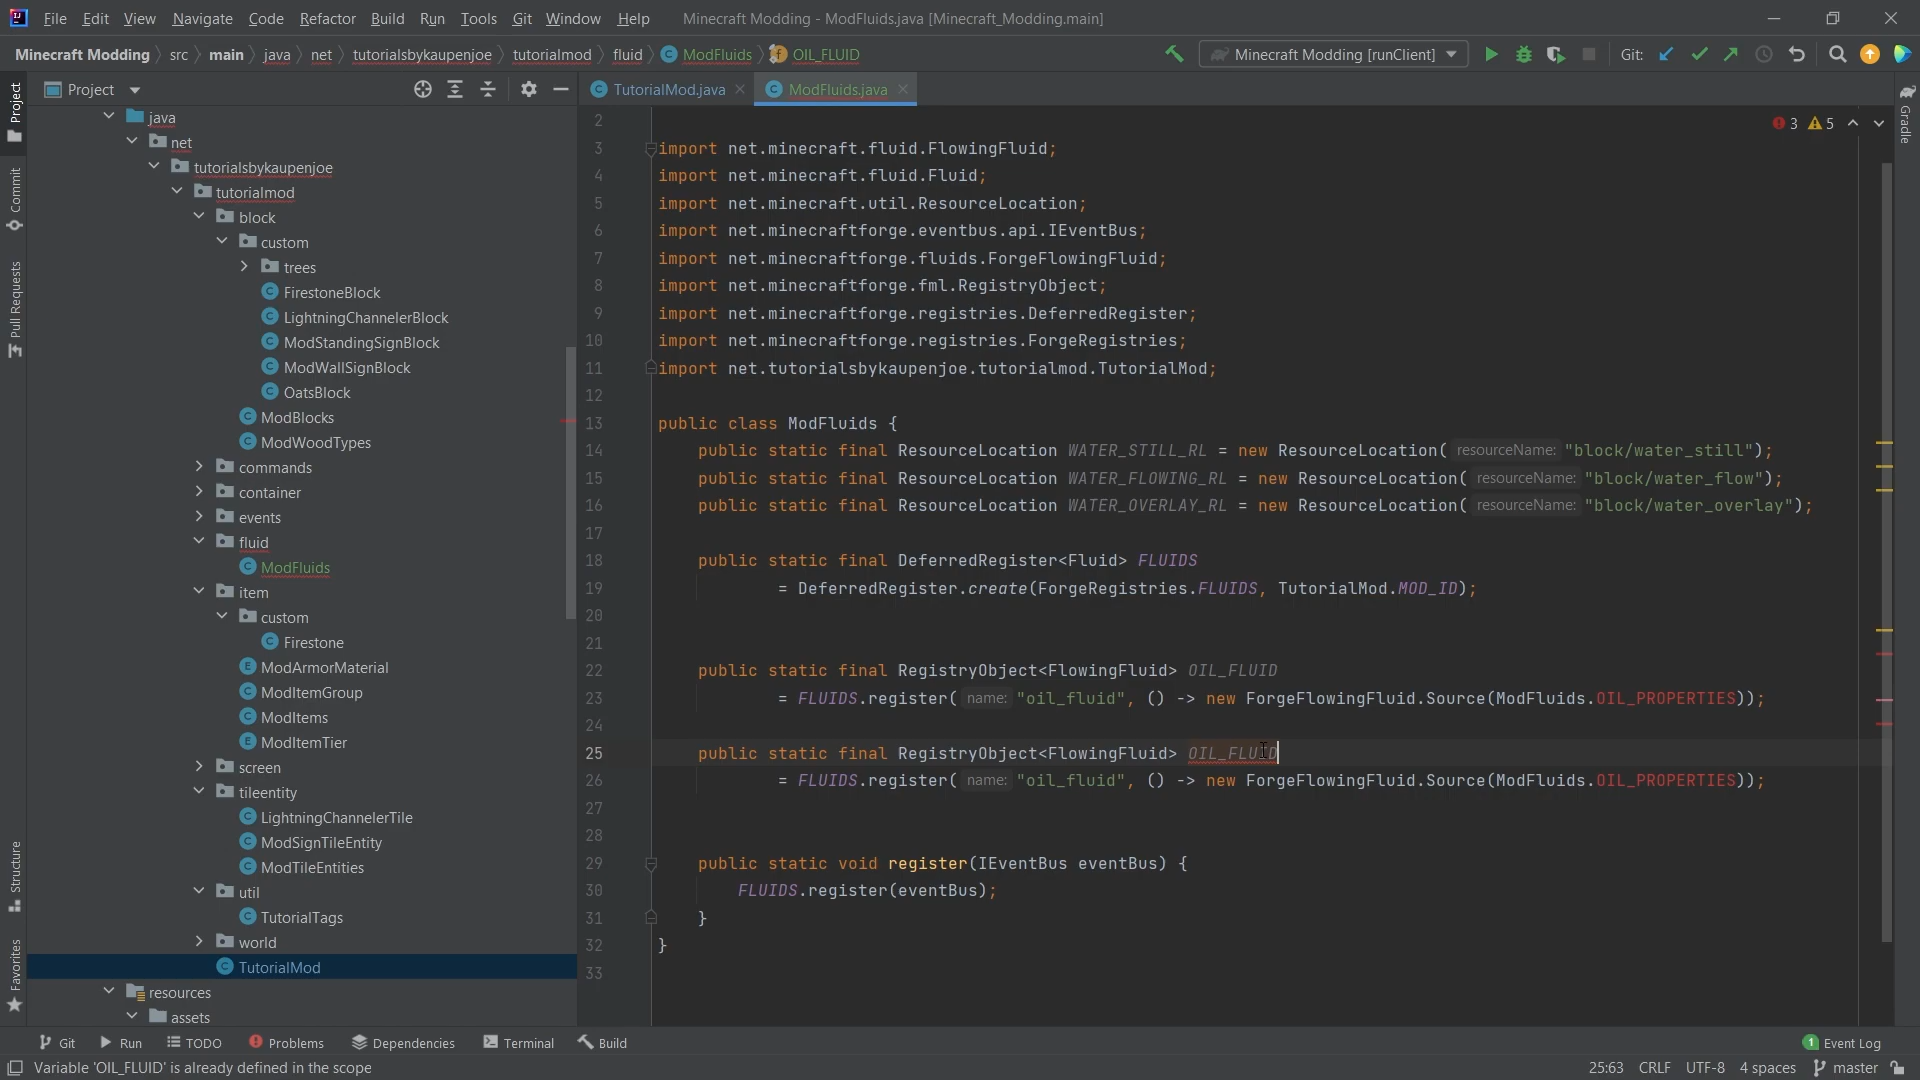 File Edit View Navigate Code Refactor Build Run Tools Git Window Help Minecraft Modding - ModFluids.java [Minecraft_Modding.main]
Minecraft Modding src main java net tutorialsbykaupenjoe tutorialmod fluid ModFluids OIL_FLUID Minecraft Modding [runClient] Git:
Project
Commit
Pull Requests
Structure
Favorites
Project
java
net
tutorialsbykaupenjoe
tutorialmod
block
custom
trees
FirestoneBlock
LightningChannelerBlock
ModStandingSignBlock
ModWallSignBlock
OatsBlock
ModBlocks
ModWoodTypes
commands
container
events
fluid
ModFluids
item
custom
Firestone
ModArmorMaterial
ModItemGroup
ModItems
ModItemTier
screen
tileentity
LightningChannelerTile
ModSignTileEntity
ModTileEntities
util
TutorialTags
world
TutorialMod
resources
assets
TutorialMod.java ModFluids.java
3 5
Gradle
2
3 import net.minecraft.fluid.FlowingFluid;
4 import net.minecraft.fluid.Fluid;
5 import net.minecraft.util.ResourceLocation;
6 import net.minecraftforge.eventbus.api.IEventBus;
7 import net.minecraftforge.fluids.ForgeFlowingFluid;
8 import net.minecraftforge.fml.RegistryObject;
9 import net.minecraftforge.registries.DeferredRegister;
10 import net.minecraftforge.registries.ForgeRegistries;
11 import net.tutorialsbykaupenjoe.tutorialmod.TutorialMod;
12
13 public class ModFluids {
14 public static final ResourceLocation WATER_STILL_RL = new ResourceLocation( resourceName: "block/water_still");
15 public static final ResourceLocation WATER_FLOWING_RL = new ResourceLocation( resourceName: "block/water_flow");
16 public static final ResourceLocation WATER_OVERLAY_RL = new ResourceLocation( resourceName: "block/water_overlay");
17
18 public static final DeferredRegister<Fluid> FLUIDS
19 = DeferredRegister.create(ForgeRegistries.FLUIDS, TutorialMod.MOD_ID);
20
21
22 public static final RegistryObject<FlowingFluid> OIL_FLUID
23 = FLUIDS.register( name: "oil_fluid", () -> new ForgeFlowingFluid.Source(ModFluids.OIL_PROPERTIES));
24
25 public static final RegistryObject<FlowingFluid> OIL_FLUID
26 = FLUIDS.register( name: "oil_fluid", () -> new ForgeFlowingFluid.Source(ModFluids.OIL_PROPERTIES));
27
28
29 public static void register(IEventBus eventBus) {
30 FLUIDS.register(eventBus);
31 }
32 }
33
Git Run TODO Problems Dependencies Terminal Build 1 Event Log
Variable 'OIL_FLUID' is already defined in the scope 25:63 CRLF UTF-8 4 spaces master